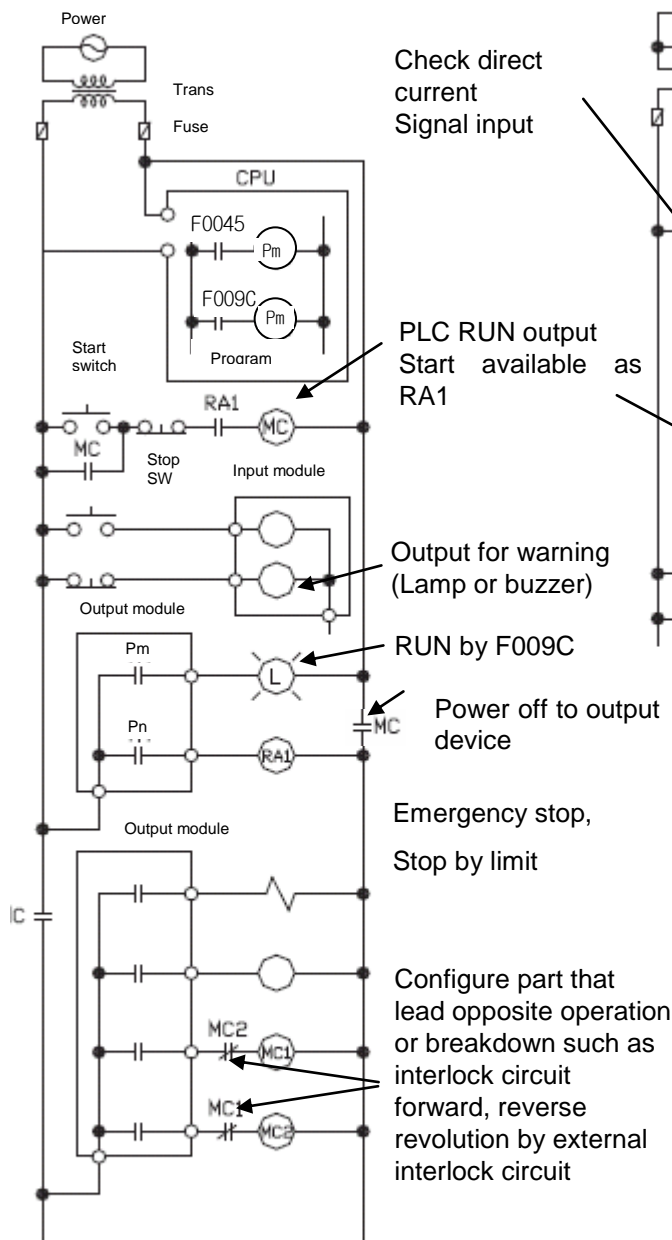 Power
Trans
Fuse
CPU
F0045
Pm
F009C
Pm
Program
Start
switch
RA1
MC
MC
Stop
SW
Input module
Output module
Pm
L
Pn
RA1
MC
Output module
MC2
MC1
MC1
MC2
Check direct
current
Signal input
PLC RUN output
Start available as
RA1
Output for warning
(Lamp or buzzer)
RUN by F009C
Power off to output
device
Emergency stop,
Stop by limit
Configure part that
lead opposite operation
or breakdown such as
interlock circuit
forward, reverse
revolution by external
interlock circuit